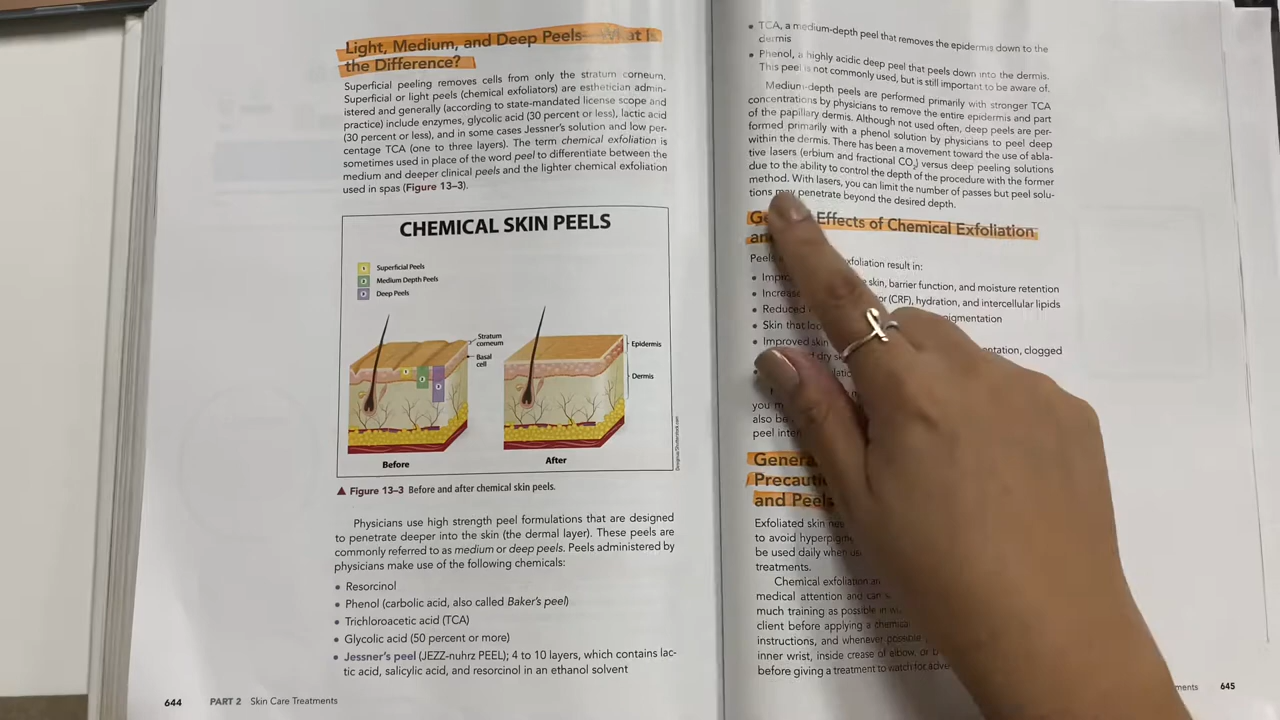 Light, Medium, and Deep Peels—What Is
the Difference?
Superficial peeling removes cells from only the stratum corneum.
Superficial or light peels (chemical exfoliators) are esthetician admin-
istered and generally (according to state-mandated license scope and
practice) include enzymes, glycolic acid (30 percent or less), lactic acid
(30 percent or less), and in some cases Jessner's solution and low per-
centage TCA (one to three layers). The term chemical exfoliation is
sometimes used in place of the word peel to differentiate between the
medium and deeper clinical peels and the lighter chemical exfoliation
used in spas (Figure 13–3).
CHEMICAL SKIN PEELS
1 Superficial Peels
2 Medium Depth Peels
3 Deep Peels
Stratum
corneum
Basal
cell
1
2
3
Epidermis
Dermis
Before
After
Designua/Shutterstock.com
▲ Figure 13–3 Before and after chemical skin peels.
Physicians use high strength peel formulations that are designed
to penetrate deeper into the skin (the dermal layer). These peels are
commonly referred to as medium or deep peels. Peels administered by
physicians make use of the following chemicals:
• Resorcinol
• Phenol (carbolic acid, also called Baker's peel)
• Trichloroacetic acid (TCA)
• Glycolic acid (50 percent or more)
• Jessner's peel (JEZZ-nuhrz PEEL); 4 to 10 layers, which contains lac-
tic acid, salicylic acid, and resorcinol in an ethanol solvent
644 PART 2 Skin Care Treatments
• TCA, a medium-depth peel that removes the epidermis down to the
dermis
• Phenol, a highly acidic deep peel that peels down into the dermis.
This peel is not commonly used, but is still important to be aware of.
Medium-depth peels are performed primarily with stronger TCA
concentrations by physicians to remove the entire epidermis and part
of the papillary dermis. Although not used often, deep peels are per-
formed primarily with a phenol solution by physicians to peel deep
within the dermis. There has been a movement toward the use of abla-
tive lasers (erbium and fractional CO₂) versus deep peeling solutions
due to the ability to control the depth of the procedure with the former
method. With lasers, you can limit the number of passes but peel solu-
tions may penetrate beyond the desired depth.
Effects of Chemical Exfoliation
Peels exfoliation result in:
• skin, barrier function, and moisture retention
• (CRF), hydration, and intercellular lipids
• Reduced
• Skin that
• Improved skin clogged
dry
you
also be
peel
and Peels
Exfoliated skin
to avoid
be used daily when
treatments.
Chemical exfoliation
medical attention and can
much training as possible in
client before applying a
instructions, and whenever possible
inner wrist, inside crease of elbow, or
before giving a treatment to watch for
645